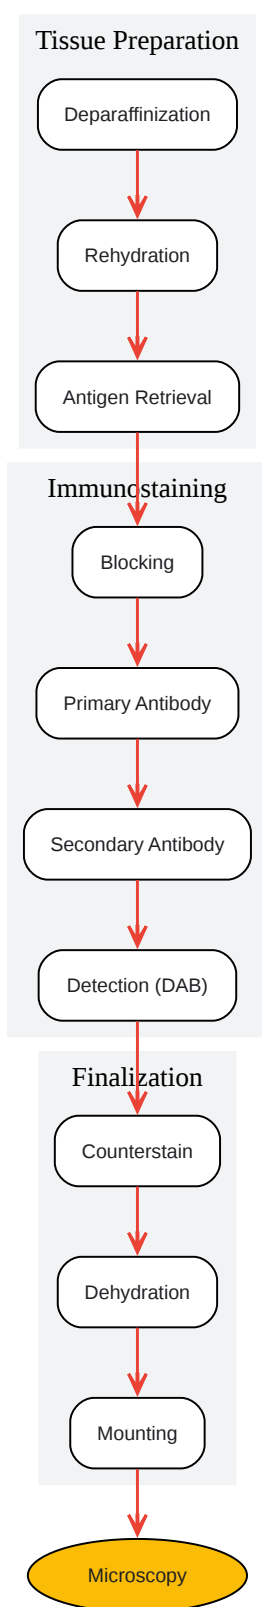 Tissue Preparation
Deparaffinization
Rehydration
Antigen Retrieval
Immunostaining
Blocking
Primary Antibody
Secondary Antibody
Detection (DAB)
Finalization
Counterstain
Dehydration
Mounting
Microscopy